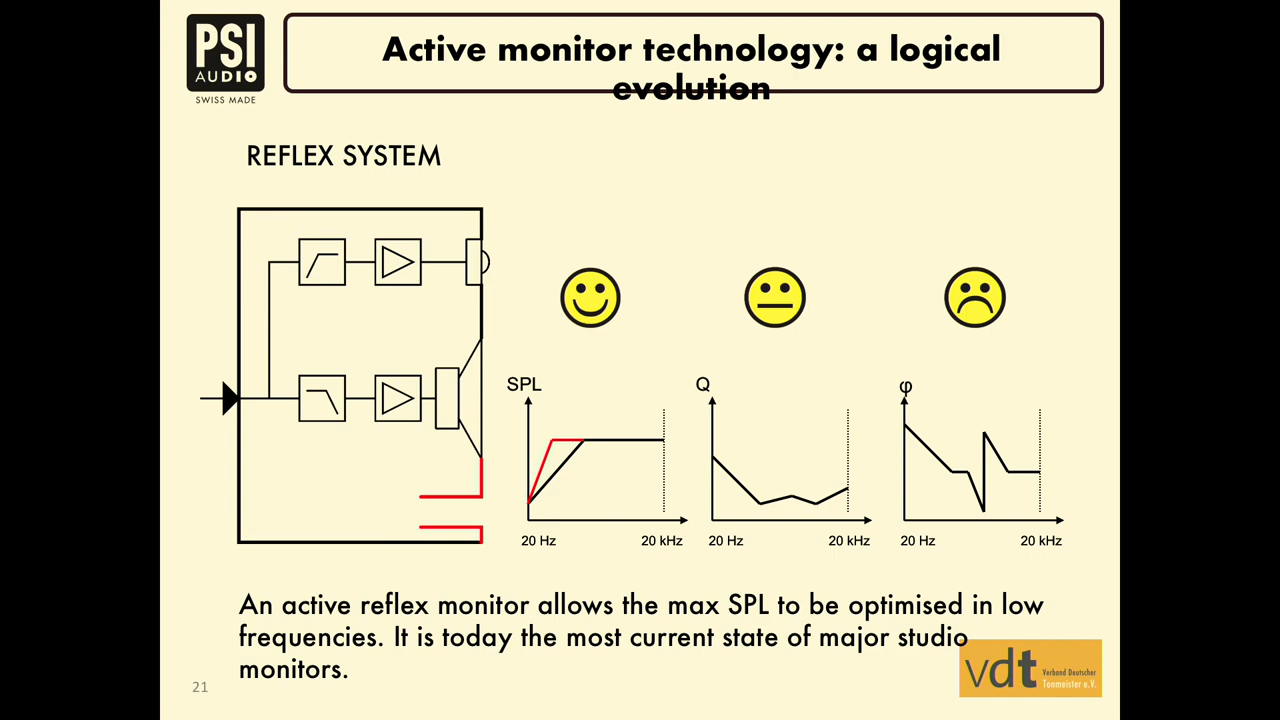 PSI
AUDIO
SWISS MADE
Active monitor technology: a logical
evolution
REFLEX SYSTEM
SPL
Q
φ
20 Hz
20 kHz
20 Hz
20 kHz
20 Hz
20 kHz
An active reflex monitor allows the max SPL to be optimised in low
frequencies. It is today the most current state of major studio
monitors.
21
vdt
Verband Deutscher
Tonmeister e.V.